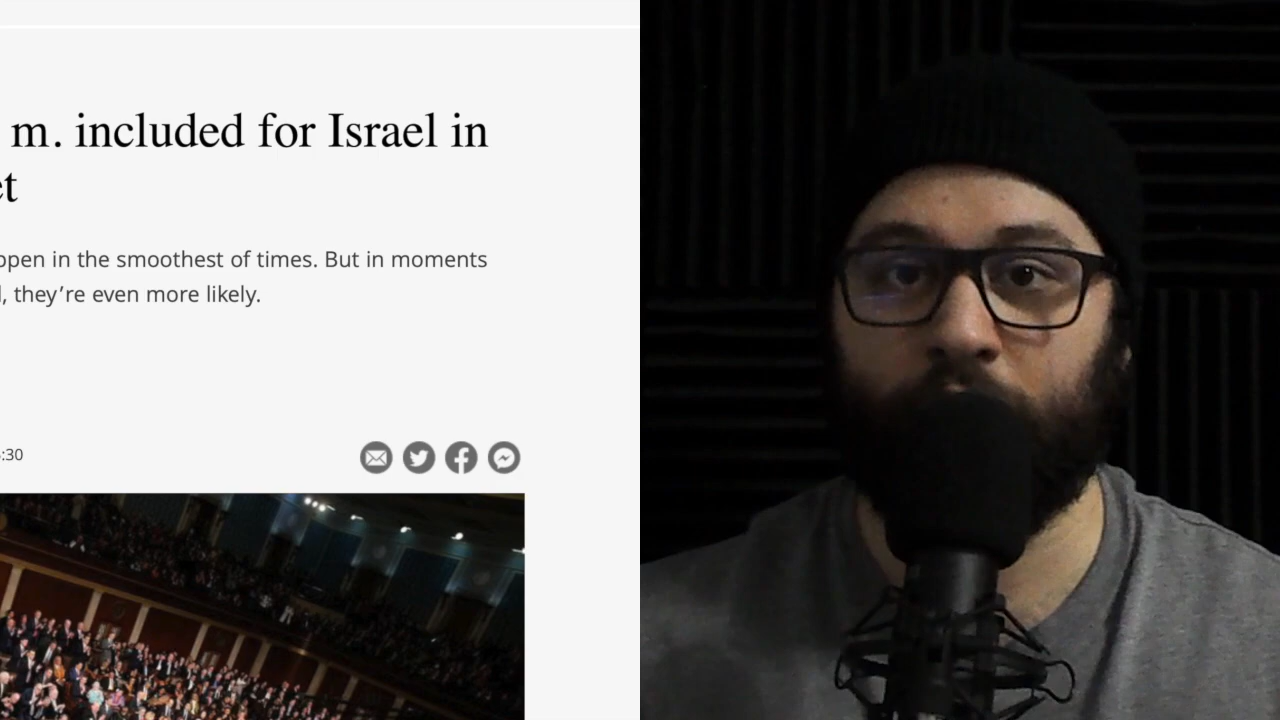 m. included for Israel in
et
ppen in the smoothest of times. But in moments
, they’re even more likely.
:30